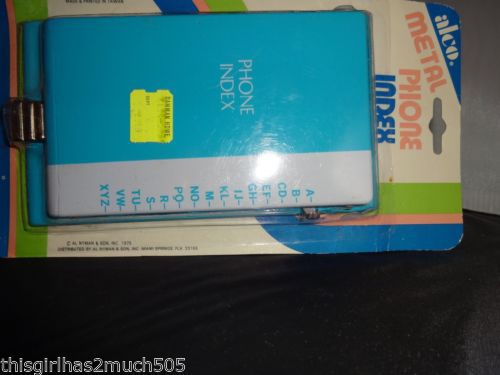 MADE & PRINTED IN TAIWAN
alco.
METAL
PHONE
INDEX
PHONE
INDEX
A-
B-
CD-
EF-
GH-
IJ-
KL-
M-
NO-
PQ-
R-
S-
TU-
VW-
XYZ-
© AL NYMAN & SON, INC. 1975
DISTRIBUTED BY AL NYMAN & SON, INC. MIAMI SPRINGS, FLA. 33166
thisgirlhas2much505